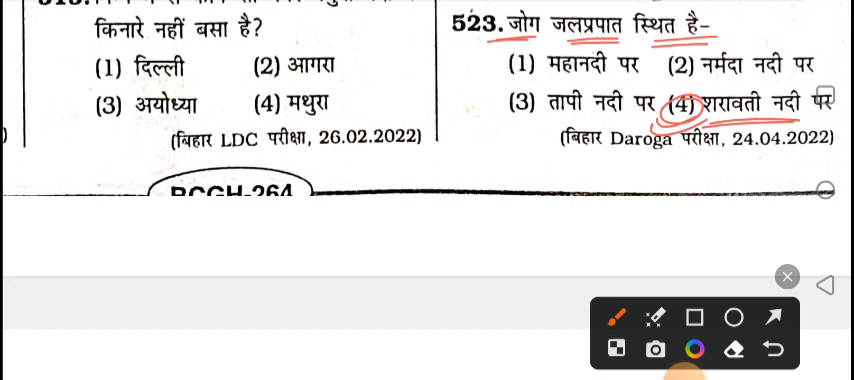 किनारे नहीं बसा है?
(1) दिल्ली (2) आगरा
(3) अयोध्या (4) मथुरा
(बिहार LDC परीक्षा, 26.02.2022)
523. जोग जलप्रपात स्थित है-
(1) महानदी पर (2) नर्मदा नदी पर
(3) तापी नदी पर (4) शरावती नदी पर
(बिहार Daroga परीक्षा, 24.04.2022)
RCGH-264